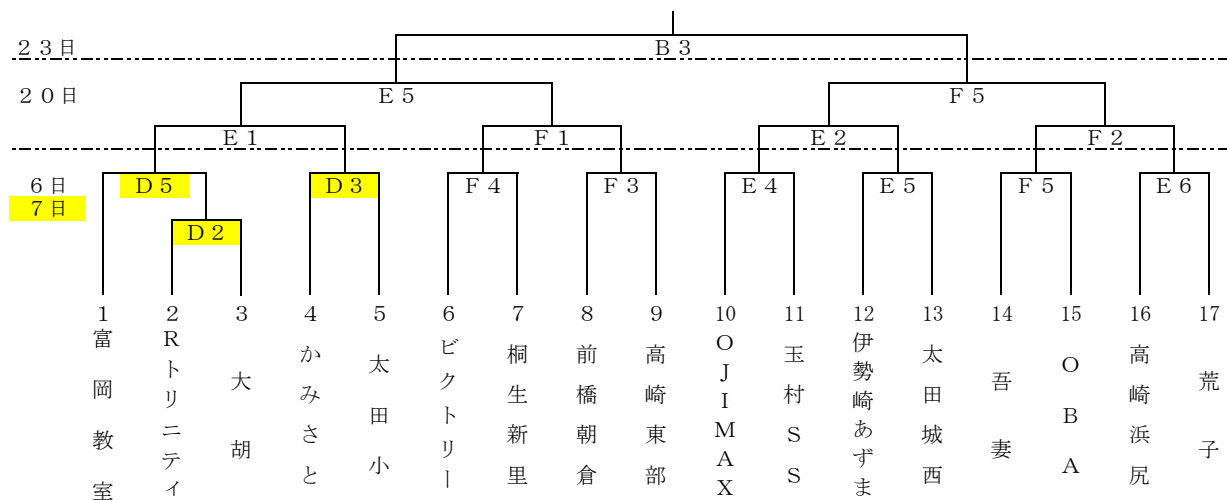 ２３日 Ｂ３
２０日 Ｅ５ Ｆ５
Ｅ１ Ｆ１ Ｅ２ Ｆ２
６日 Ｄ５ Ｄ３ Ｆ４ Ｆ３ Ｅ４ Ｅ５ Ｆ５ Ｅ６
７日
Ｄ２
１ ２ ３ ４ ５ ６ ７ ８ ９ 10 11 12 13 14 15 16 17
富岡教室
Ｒトリニティ
大胡
かみさと
太田小
ビクトリー
桐生新里
前橋朝倉
高崎東部
ＯＪＩＭＡＸ
玉村ＳＳ
伊勢崎あずま
太田城西
吾妻
ＯＢＡ
高崎浜尻
荒子